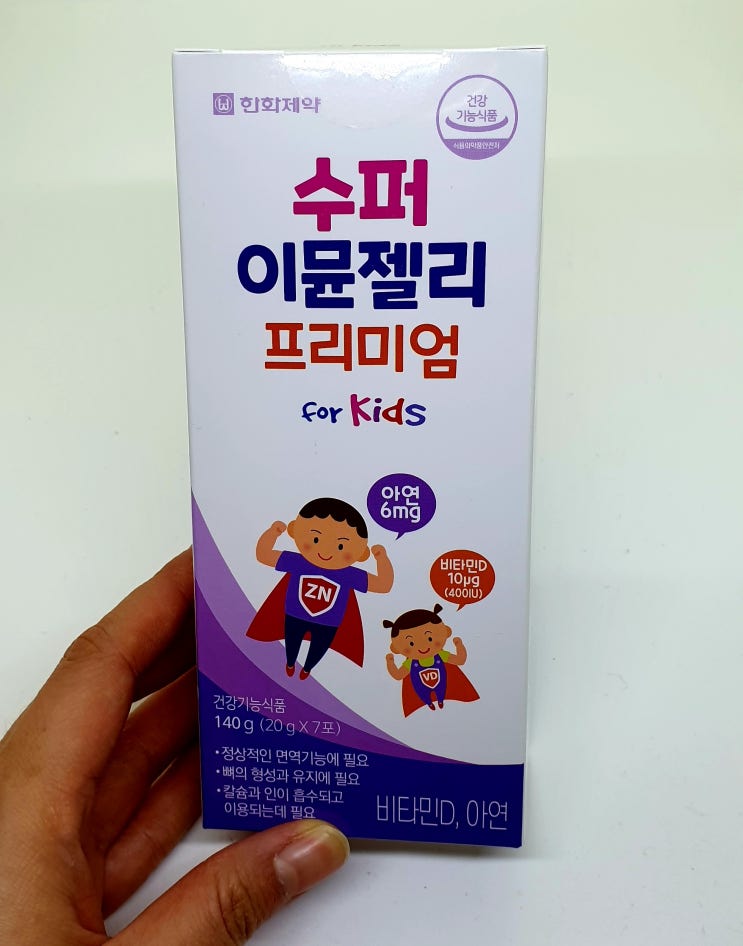 한화제약
건강
기능식품
식품의약품안전처
수퍼
이뮨젤리
프리미엄
for Kids
아연
6mg
비타민D
10μg
(400IU)
ZN
VD
건강기능식품
140 g (20 g X 7포)
• 정상적인 면역기능에 필요
• 뼈의 형성과 유지에 필요
• 칼슘과 인이 흡수되고
이용되는데 필요
비타민D, 아연